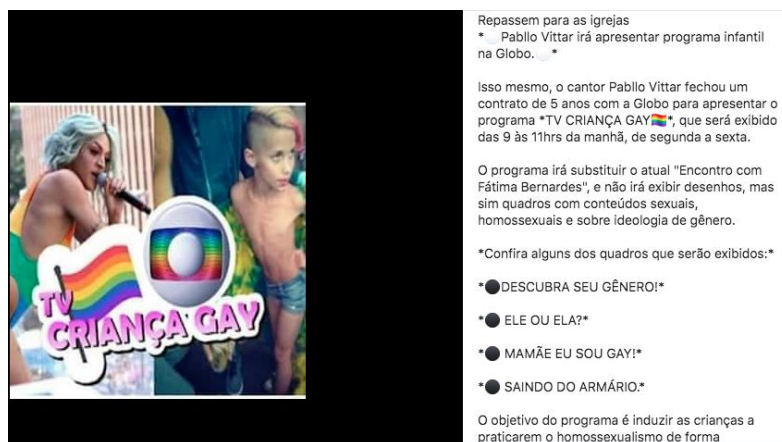 TV
CRIANÇA GAY
Repassem para as igrejas
*⚪Pabllo Vittar irá apresentar programa infantil
na Globo.⚪*
Isso mesmo, o cantor Pabllo Vittar fechou um
contrato de 5 anos com a Globo para apresentar o
programa *TV CRIANÇA GAY🏳️‍🌈*, que será exibido
das 9 às 11hrs da manhã, de segunda a sexta.
O programa irá substituir o atual "Encontro com
Fátima Bernardes", e não irá exibir desenhos, mas
sim quadros com conteúdos sexuais,
homossexuais e sobre ideologia de gênero.
*Confira alguns dos quadros que serão exibidos:*
*⚫DESCUBRA SEU GÊNERO!*
*⚫ ELE OU ELA?*
*⚫ MAMÃE EU SOU GAY!*
*⚫ SAINDO DO ARMÁRIO.*
O objetivo do programa é induzir as crianças a
praticarem o homossexualismo de forma